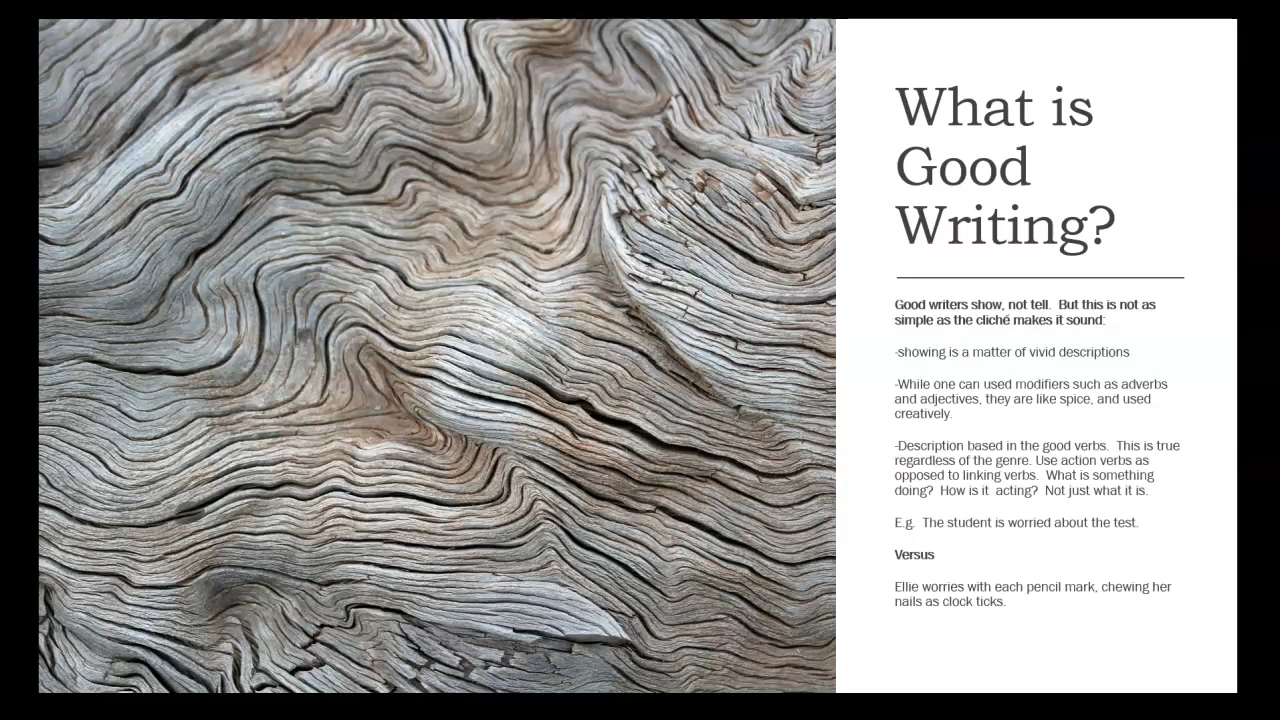 What is
Good
Writing?
Good writers show, not tell.  But this is not as
simple as the cliché makes it sound:
-showing is a matter of vivid descriptions
-While one can used modifiers such as adverbs
and adjectives, they are like spice, and used
creatively.
-Description based in the good verbs.  This is true
regardless of the genre. Use action verbs as
opposed to linking verbs.  What is something
doing?  How is it  acting?  Not just what it is.
E.g.  The student is worried about the test.
Versus
Ellie worries with each pencil mark, chewing her
nails as clock ticks.